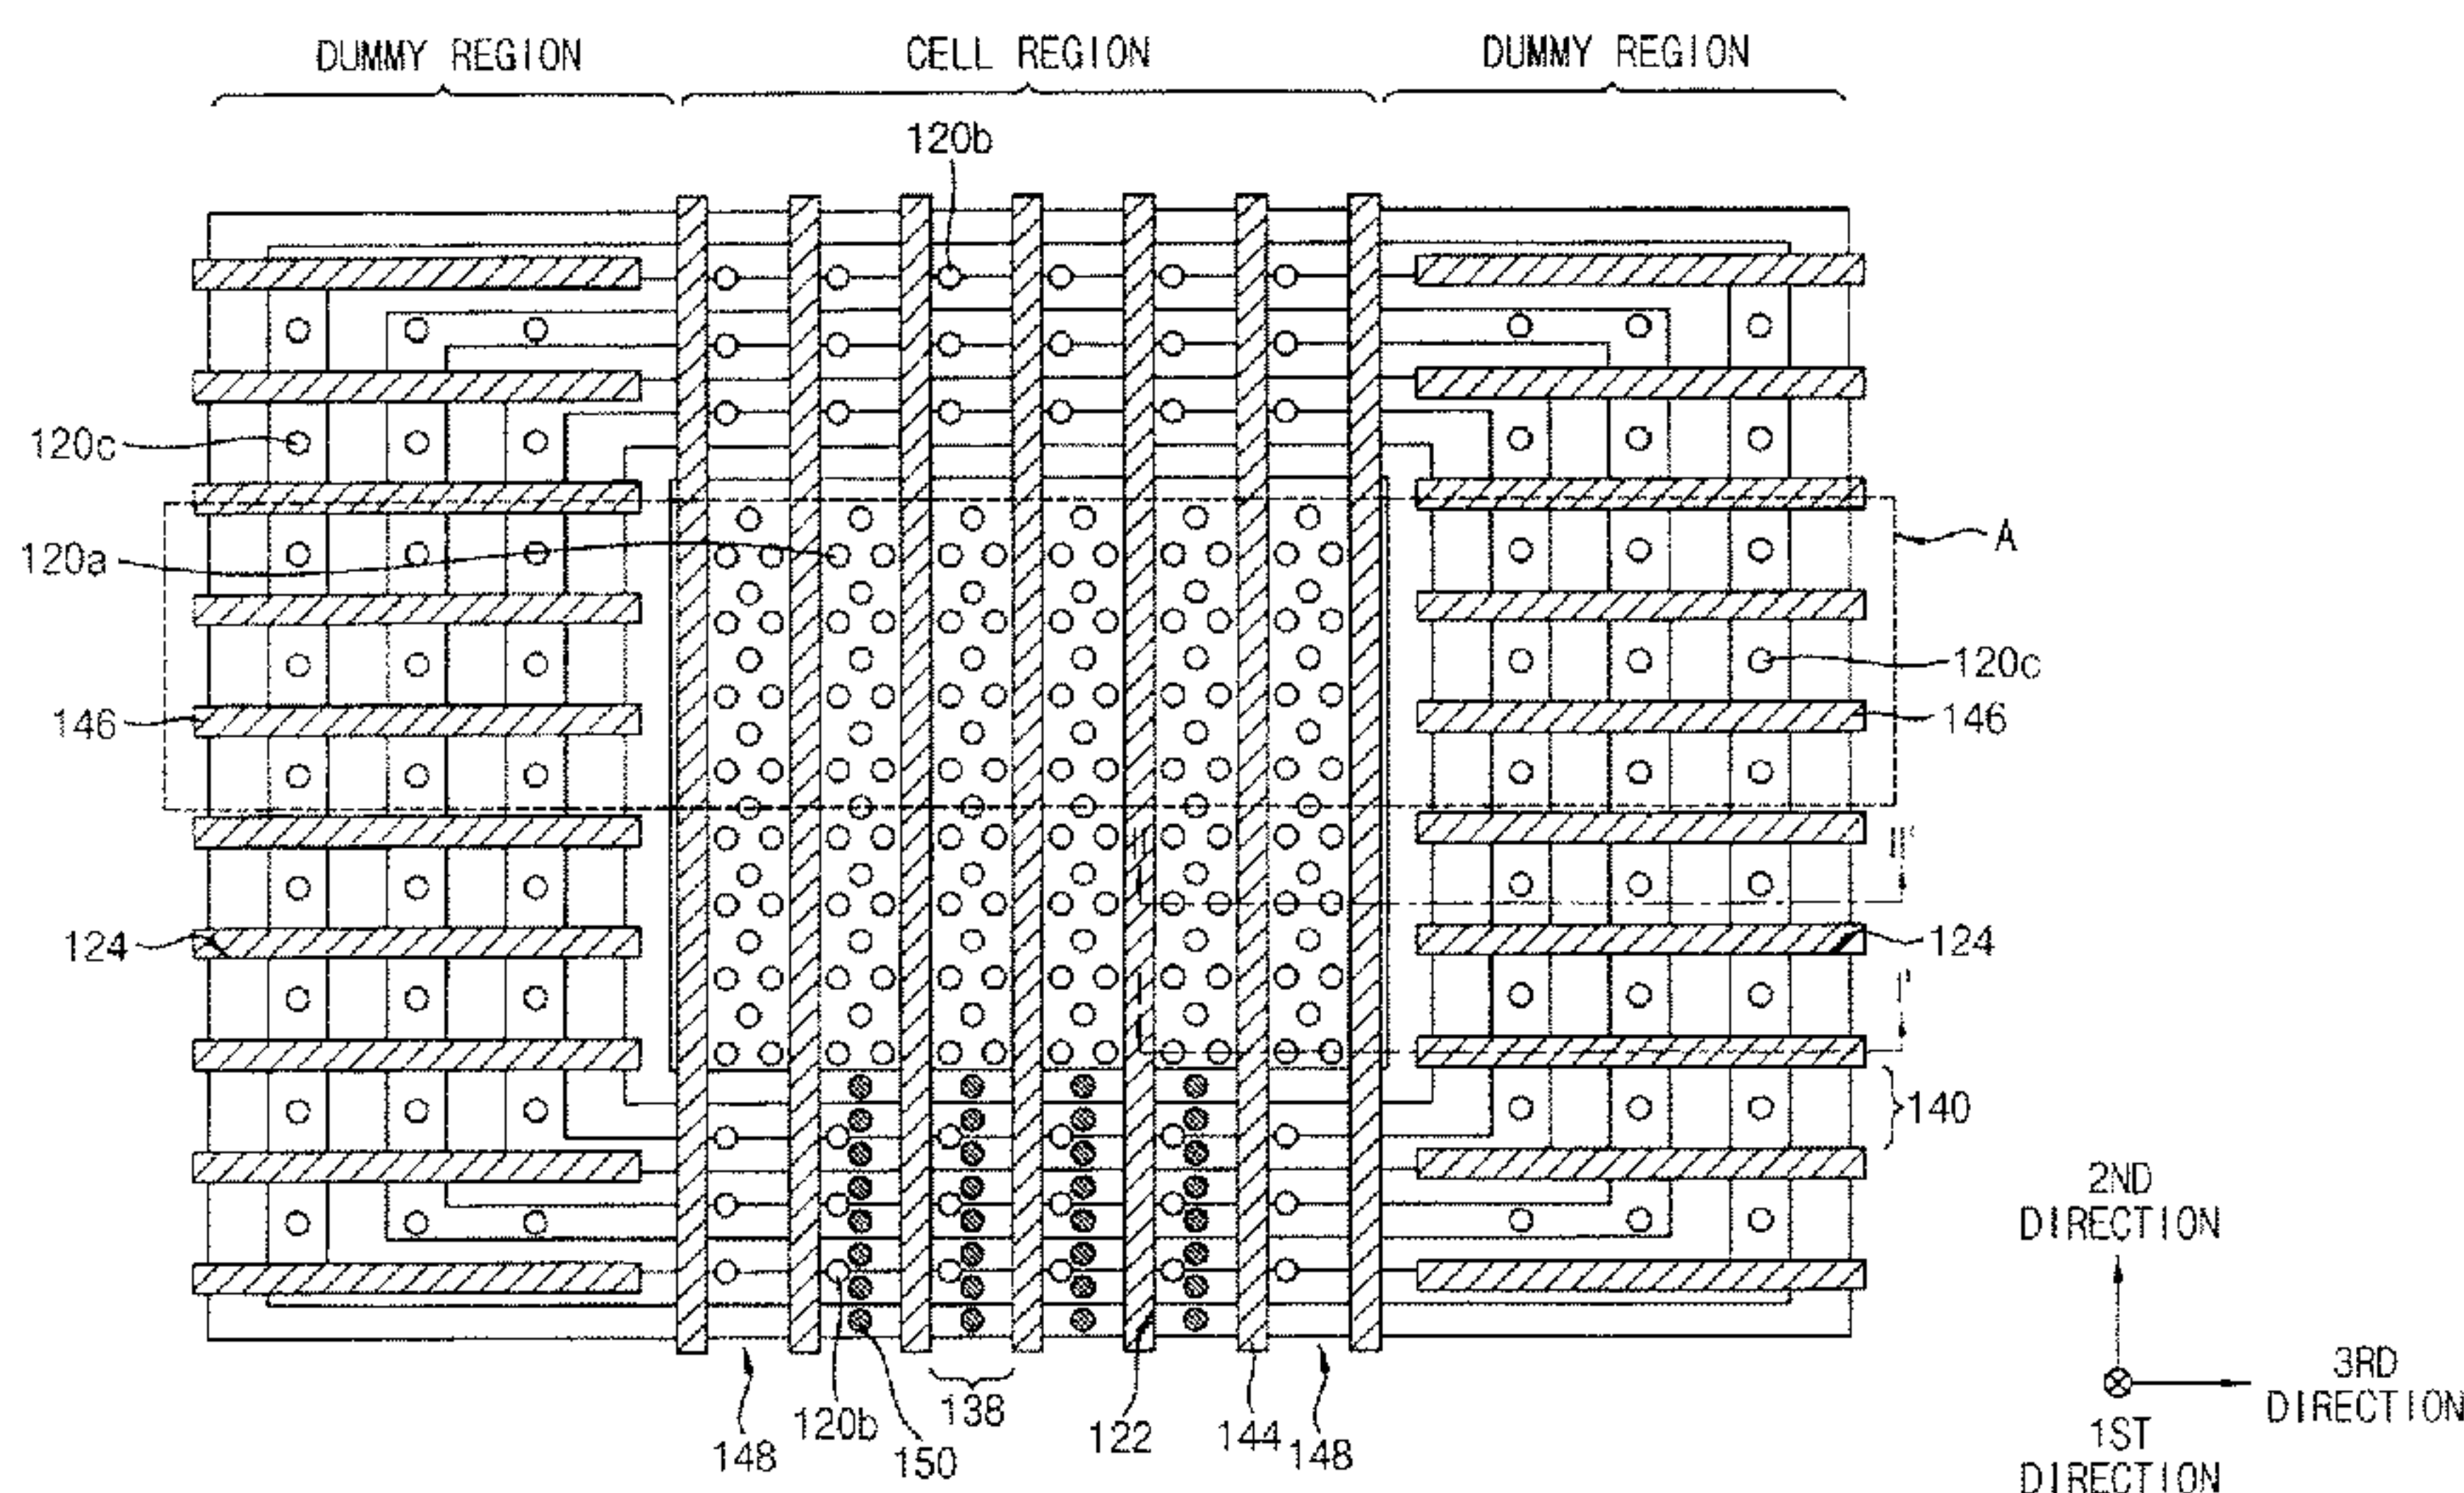 DUMMY REGION
CELL REGION
DUMMY REGION
120b
120c
120a
A
120c
146
146
II
II'
124
124
I
I'
140
138
120b
150
148
122
144
148
2ND
DIRECTION
3RD
DIRECTION
1ST
DIRECTION